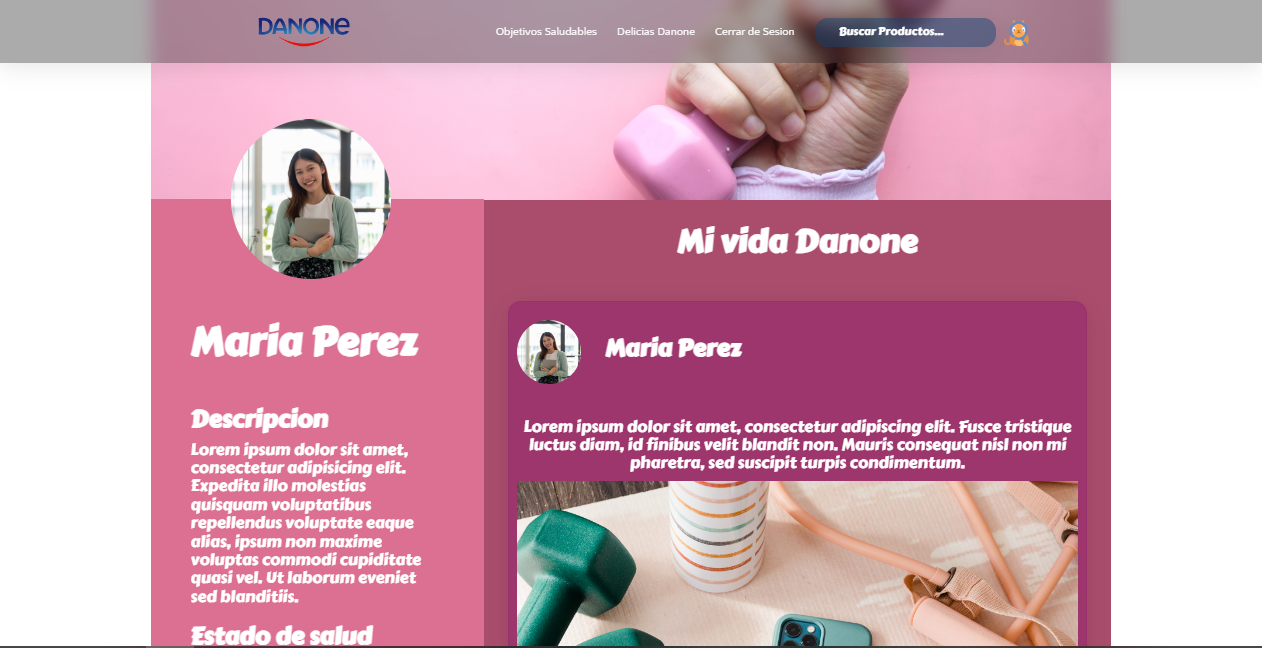 DANONE
Objetivos Saludables
Delicias Danone
Cerrar de Sesion
Buscar Productos...
Maria Perez
Descripcion
Lorem ipsum dolor sit amet,
consectetur adipisicing elit.
Expedita illo molestias
quisquam voluptatibus
repellendus voluptate eaque
alias, ipsum non maxime
voluptas commodi cupiditate
quasi vel. Ut laborum eveniet
sed blanditiis.
Estado de salud
Mi vida Danone
Maria Perez
Lorem ipsum dolor sit amet, consectetur adipiscing elit. Fusce tristique
luctus diam, id finibus velit blandit non. Mauris consequat nisl non mi
pharetra, sed suscipit turpis condimentum.